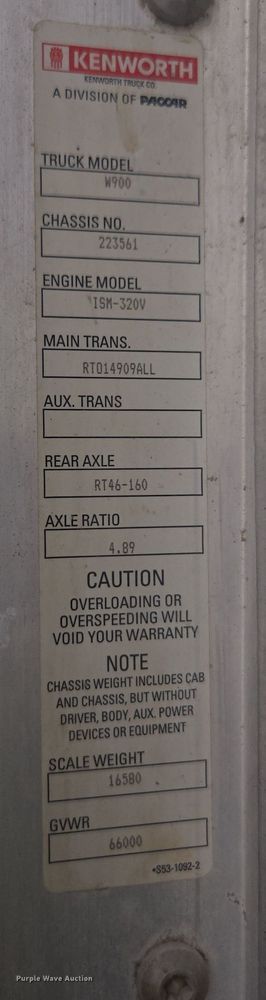 KENWORTH
KENWORTH TRUCK CO.
A DIVISION OF PACCAR
TRUCK MODEL
W900
CHASSIS NO.
223561
ENGINE MODEL
ISM-320V
MAIN TRANS.
RTO14909ALL
AUX. TRANS
REAR AXLE
RT46-160
AXLE RATIO
4.89
CAUTION
OVERLOADING OR
OVERSPEEDING WILL
VOID YOUR WARRANTY
NOTE
CHASSIS WEIGHT INCLUDES CAB
AND CHASSIS, BUT WITHOUT
DRIVER, BODY, AUX. POWER
DEVICES OR EQUIPMENT
SCALE WEIGHT
16580
GVWR
66000
•S53-1092-2
Purple Wave Auction